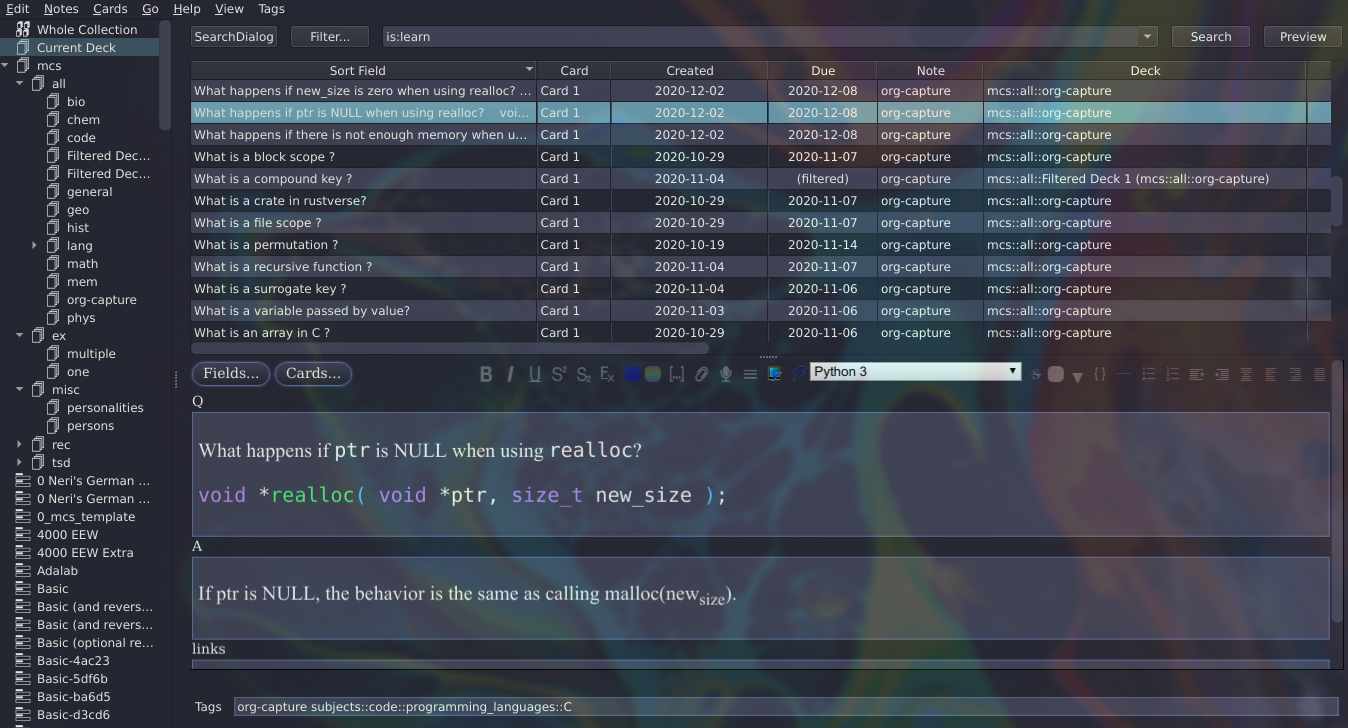 Edit Notes Cards Go Help View Tags
Whole Collection
Current Deck
mcs
all
bio
chem
code
Filtered Dec...
Filtered Dec...
general
geo
hist
lang
math
mem
org-capture
phys
ex
multiple
one
misc
personalities
persons
rec
tsd
0 Neri's German ...
0 Neri's German ...
0_mcs_template
4000 EEW
4000 EEW Extra
Adalab
Basic
Basic (and revers...
Basic (and revers...
Basic (optional re...
Basic-4ac23
Basic-5df6b
Basic-ba6d5
Basic-d3cd6
SearchDialog Filter... is:learn Search Preview
Sort Field Card Created Due Note Deck
What happens if new_size is zero when using realloc? ... Card 1 2020-12-02 2020-12-08 org-capture mcs::all::org-capture
What happens if ptr is NULL when using realloc? voi... Card 1 2020-12-02 2020-12-08 org-capture mcs::all::org-capture
What happens if there is not enough memory when u... Card 1 2020-12-02 2020-12-08 org-capture mcs::all::org-capture
What is a block scope ? Card 1 2020-10-29 2020-11-07 org-capture mcs::all::org-capture
What is a compound key ? Card 1 2020-11-04 (filtered) org-capture mcs::all::Filtered Deck 1 (mcs::all::org-capture)
What is a crate in rustverse? Card 1 2020-10-29 2020-11-07 org-capture mcs::all::org-capture
What is a file scope ? Card 1 2020-10-29 2020-11-07 org-capture mcs::all::org-capture
What is a permutation ? Card 1 2020-10-19 2020-11-14 org-capture mcs::all::org-capture
What is a recursive function ? Card 1 2020-11-04 2020-11-07 org-capture mcs::all::org-capture
What is a surrogate key ? Card 1 2020-11-04 2020-11-06 org-capture mcs::all::org-capture
What is a variable passed by value? Card 1 2020-11-03 2020-11-06 org-capture mcs::all::org-capture
What is an array in C ? Card 1 2020-10-29 2020-11-06 org-capture mcs::all::org-capture
Fields... Cards... B I U S² S₂ Eₓ [...] Python 3 S {}
Q
What happens if ptr is NULL when using realloc?
void *realloc( void *ptr, size_t new_size );
A
If ptr is NULL, the behavior is the same as calling malloc(new_size).
links
Tags org-capture subjects::code::programming_languages::C